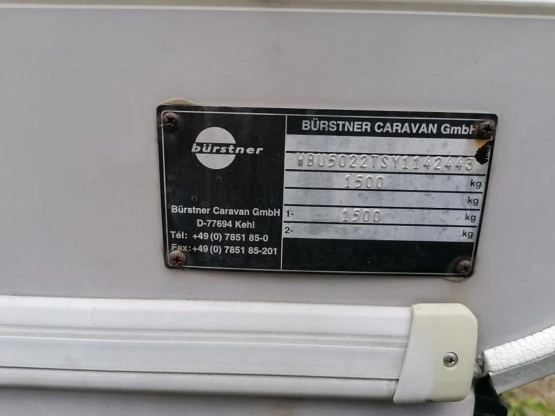 bürstner
Bürstner Caravan GmbH
D-77694 Kehl
Tél: +49 (0) 7851 85-0
Fax: +49 (0) 7851 85-201
BÜRSTNER CARAVAN GmbH
WBU5022TSY1142443
1500 kg
kg
1- 1500 kg
2- kg